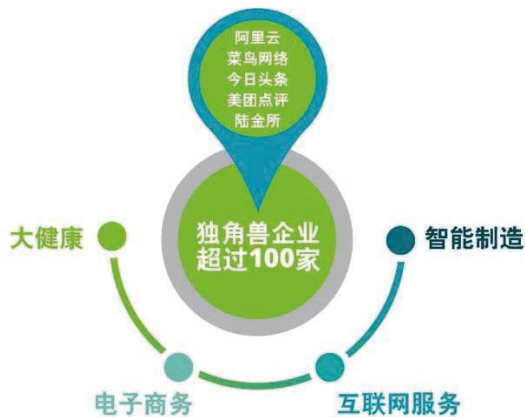 阿里云
菜鸟网络
今日头条
美团点评
陆金所
独角兽企业
超过100家
大健康
智能制造
电子商务
互联网服务